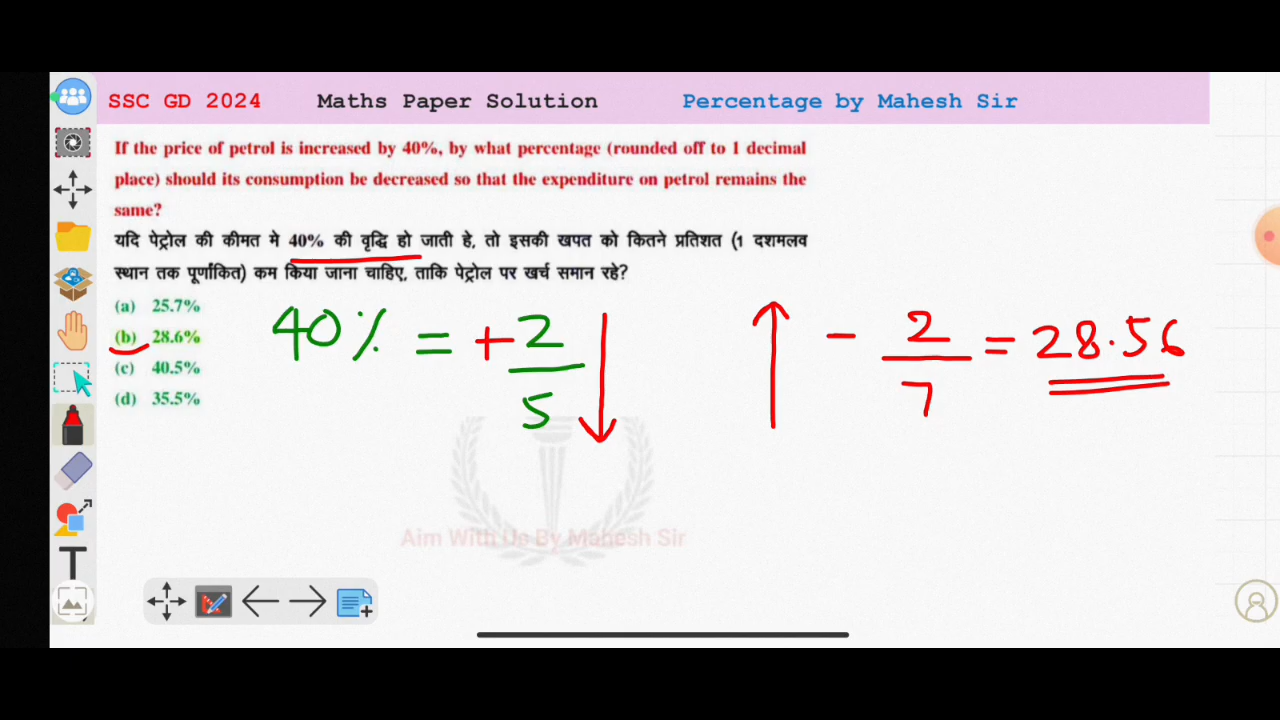 SSC GD 2024 Maths Paper Solution Percentage by Mahesh Sir
If the price of petrol is increased by 40%, by what percentage (rounded off to 1 decimal
place) should its consumption be decreased so that the expenditure on petrol remains the
same?
यदि पेट्रोल की कीमत मे 40% की वृद्धि हो जाती हे, तो इसकी खपत को कितने प्रतिशत (1 दशमलव
स्थान तक पूर्णांकित) कम किया जाना चाहिए, ताकि पेट्रोल पर खर्च समान रहे?
(a) 25.7%
(b) 28.6%
(c) 40.5%
(d) 35.5%
40% = +2/5
- 2/7 = 28.56
Aim With Us By Mahesh Sir
T